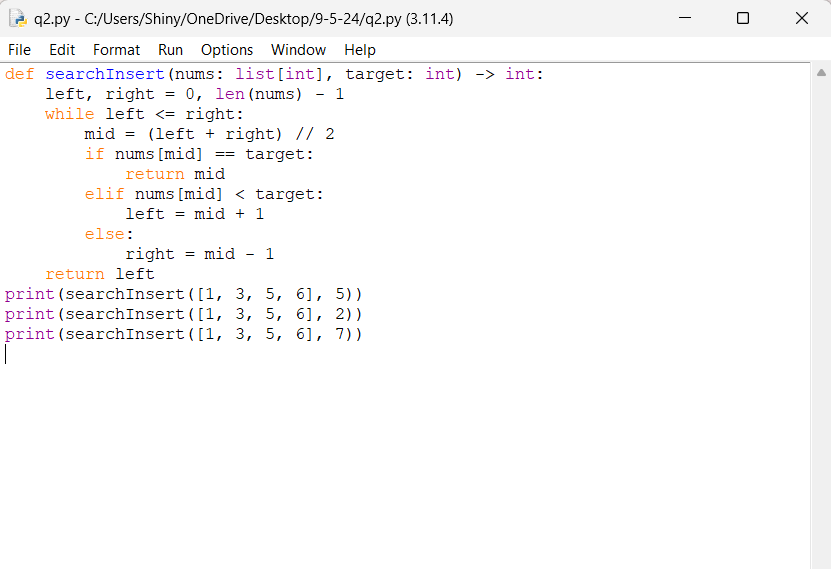 q2.py - C:/Users/Shiny/OneDrive/Desktop/9-5-24/q2.py (3.11.4)
File Edit Format Run Options Window Help
def searchInsert(nums: list[int], target: int) -> int:
    left, right = 0, len(nums) - 1
    while left <= right:
        mid = (left + right) // 2
        if nums[mid] == target:
            return mid
        elif nums[mid] < target:
            left = mid + 1
        else:
            right = mid - 1
    return left
print(searchInsert([1, 3, 5, 6], 5))
print(searchInsert([1, 3, 5, 6], 2))
print(searchInsert([1, 3, 5, 6], 7))